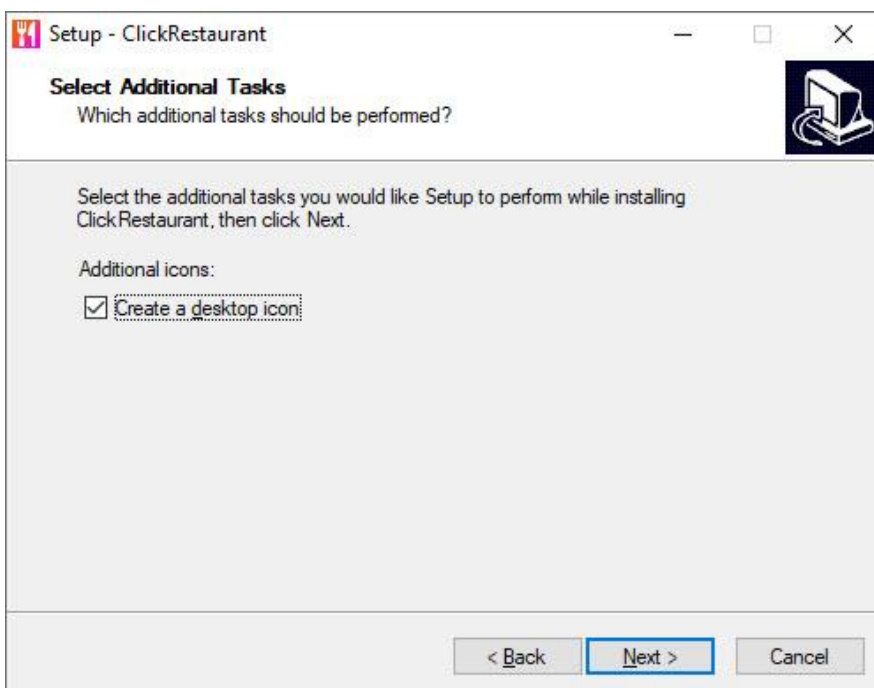 Setup - ClickRestaurant
Select Additional Tasks
Which additional tasks should be performed?
Select the additional tasks you would like Setup to perform while installing
ClickRestaurant, then click Next.
Additional icons:
Create a desktop icon
< Back
Next >
Cancel